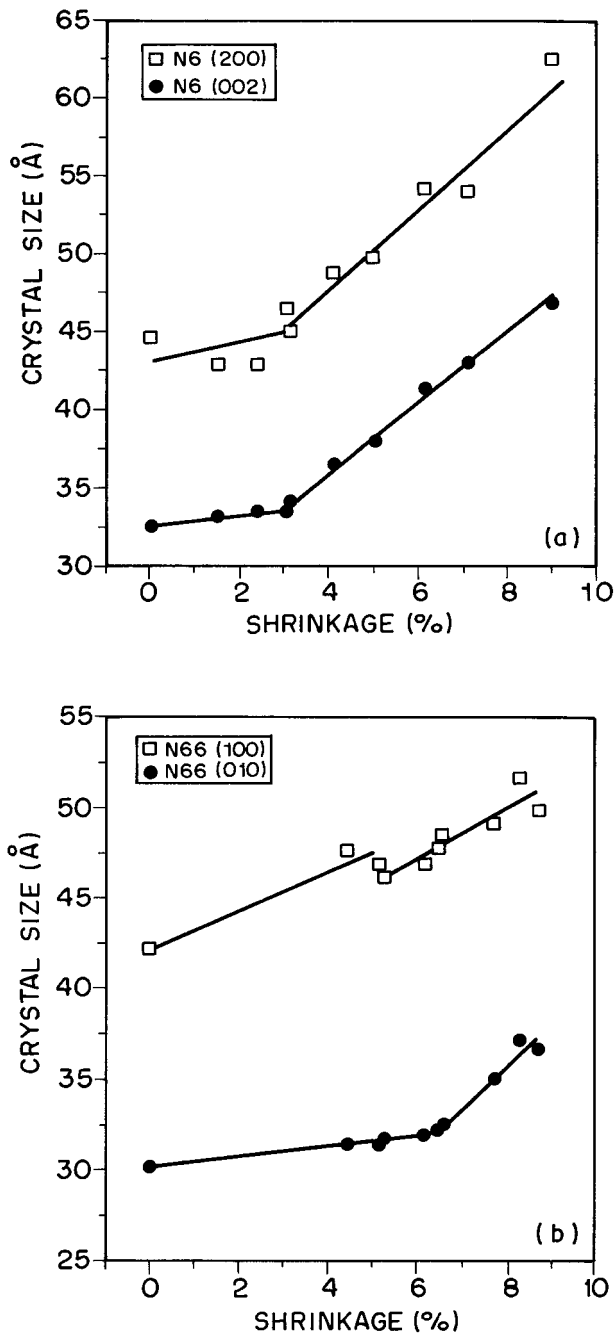 N6 (200)
N6 (002)
65
60
55
50
45
40
35
30
CRYSTAL SIZE (Å)
(a)
0 2 4 6 8 10
SHRINKAGE (%)
N66 (100)
N66 (010)
55
50
45
40
35
30
25
CRYSTAL SIZE (Å)
(b)
0 2 4 6 8 10
SHRINKAGE (%)